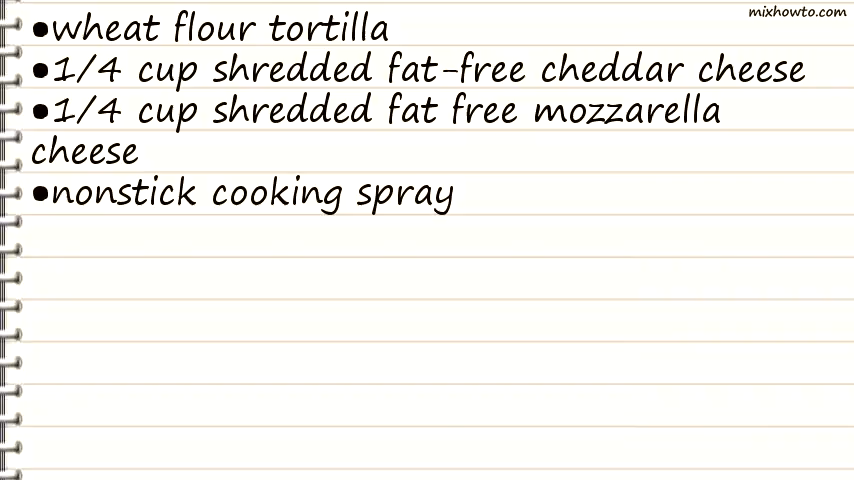 mixhowto.com
•wheat flour tortilla
•1/4 cup shredded fat-free cheddar cheese
•1/4 cup shredded fat free mozzarella
cheese
•nonstick cooking spray